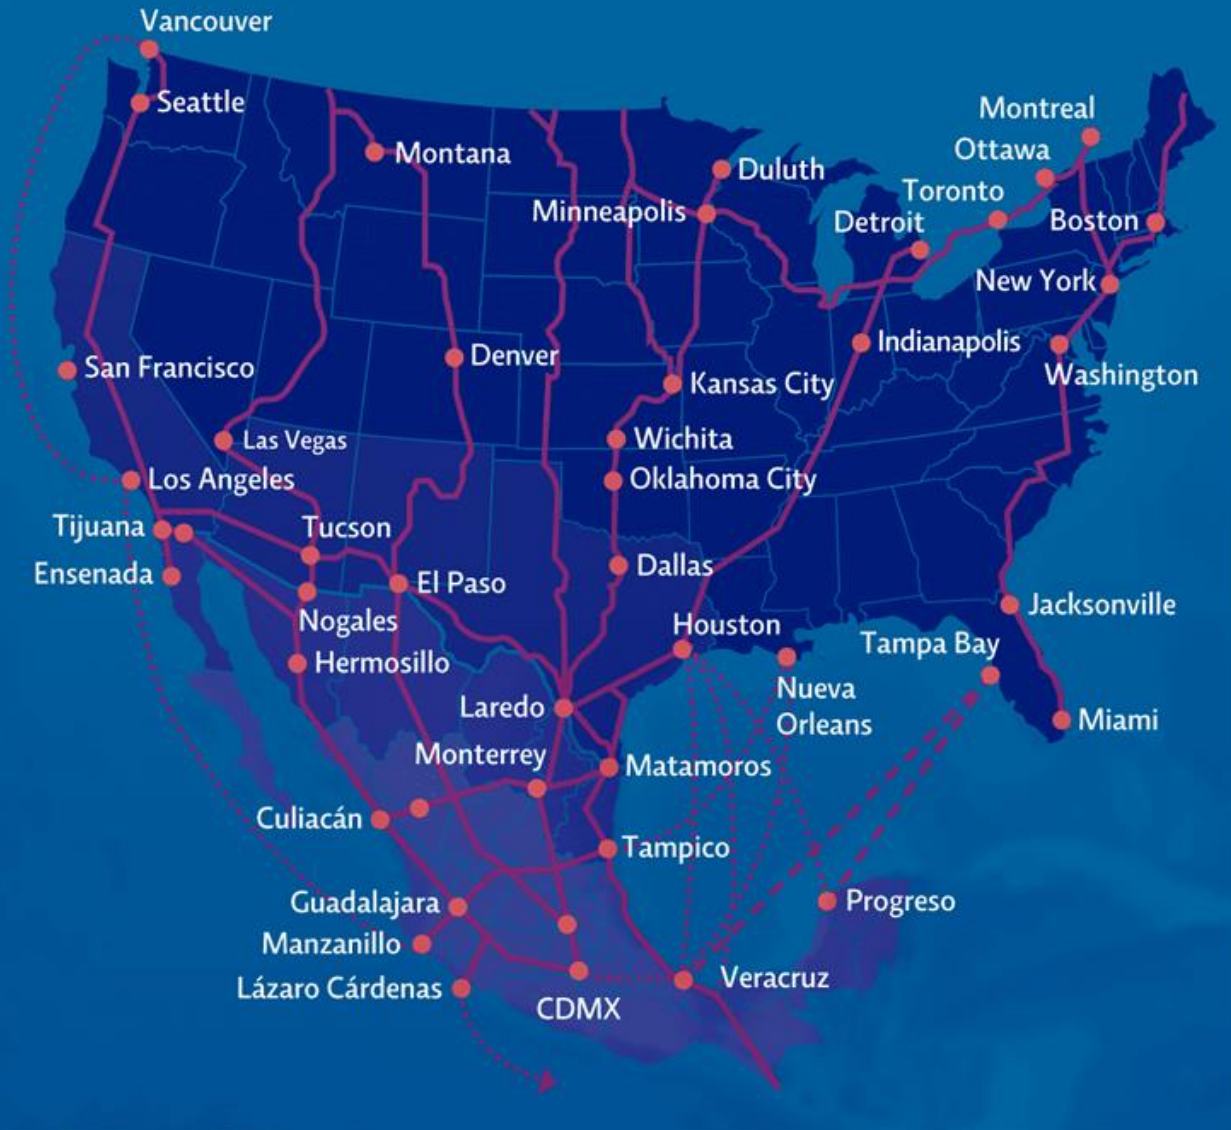 Vancouver
Seattle
Montreal
Ottawa
Montana
Duluth
Toronto
Minneapolis
Detroit
Boston
New York
Indianapolis
Denver
San Francisco
Washington
Kansas City
Las Vegas
Wichita
Los Angeles
Oklahoma City
Tijuana
Tucson
Ensenada
Dallas
El Paso
Jacksonville
Nogales
Houston
Tampa Bay
Hermosillo
Nueva
Orleans
Laredo
Miami
Monterrey
Matamoros
Culiacán
Tampico
Guadalajara
Progreso
Manzanillo
Veracruz
Lázaro Cárdenas
CDMX